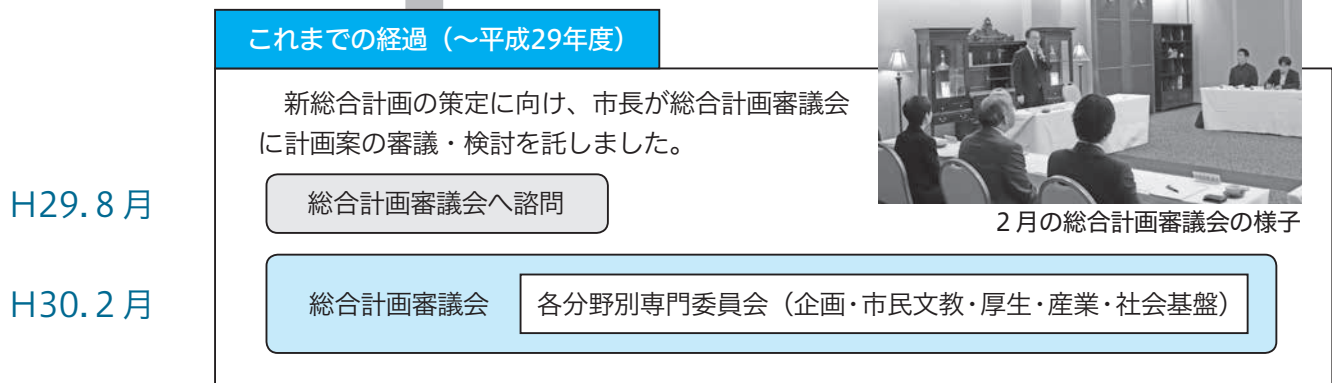 これまでの経過（～平成29年度）
新総合計画の策定に向け、市長が総合計画審議会
に計画案の審議・検討を託しました。
H29.8月
総合計画審議会へ諮問
2月の総合計画審議会の様子
H30.2月
総合計画審議会
各分野別専門委員会（企画・市民文教・厚生・産業・社会基盤）